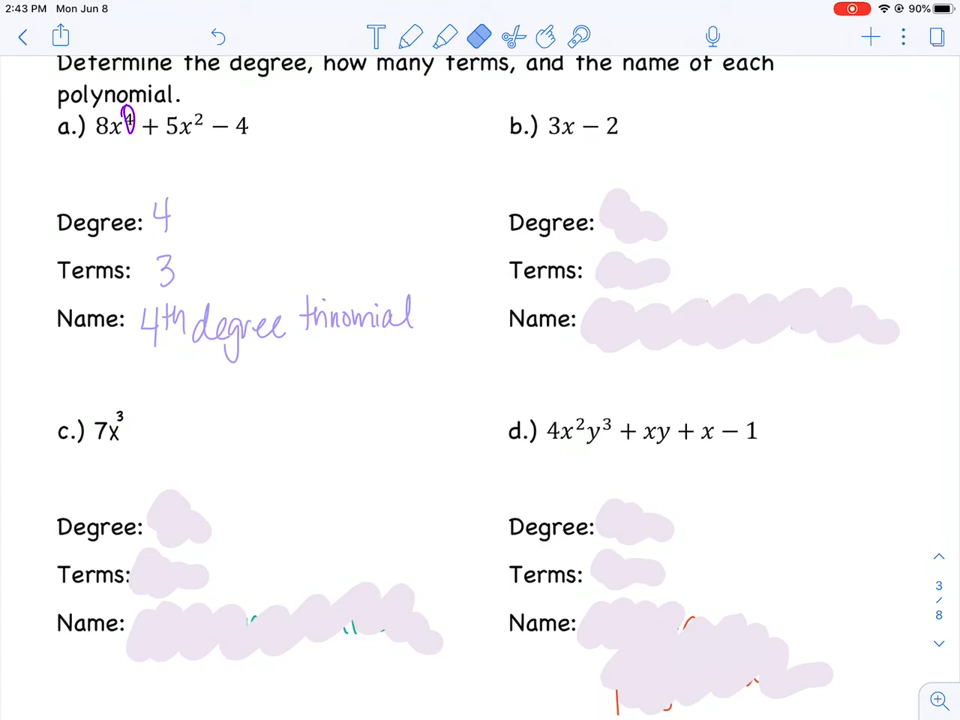 2:43 PM Mon Jun 8
90%
Determine the degree, how many terms, and the name of each
polynomial.
a.) 8x⁴ + 5x² − 4
b.) 3x − 2
Degree: 4
Terms: 3
Name: 4th degree trinomial
Degree:
Terms:
Name:
c.) 7x³
d.) 4x²y³ + xy + x − 1
Degree:
Terms:
Name:
Degree:
Terms:
Name:
3
/
8